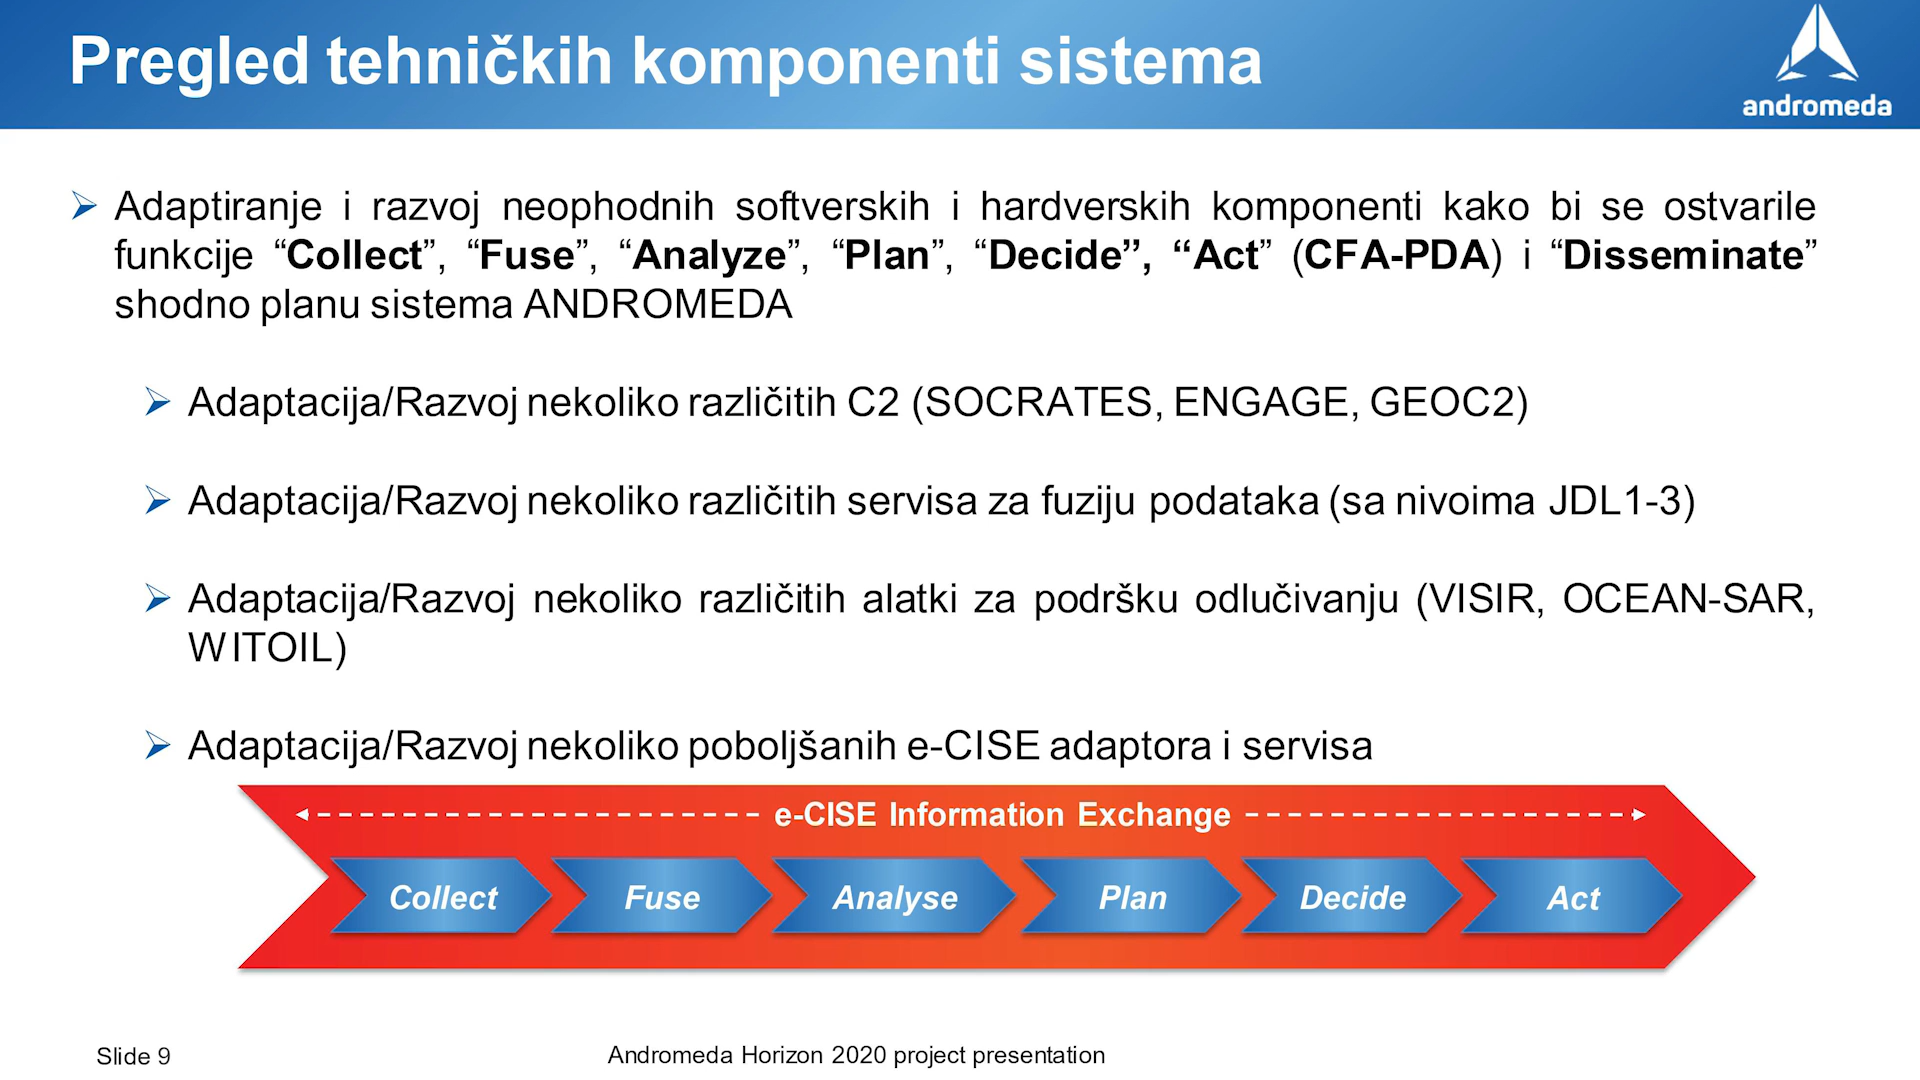 Pregled tehničkih komponenti sistema
andromeda
Adaptiranje i razvoj neophodnih softverskih i hardverskih komponenti kako bi se ostvarile
funkcije “Collect”, “Fuse”, “Analyze”, “Plan”, “Decide”, “Act” (CFA-PDA) i “Disseminate”
shodno planu sistema ANDROMEDA
Adaptacija/Razvoj nekoliko različitih C2 (SOCRATES, ENGAGE, GEOC2)
Adaptacija/Razvoj nekoliko različitih servisa za fuziju podataka (sa nivoima JDL1-3)
Adaptacija/Razvoj nekoliko različitih alatki za podršku odlučivanju (VISIR, OCEAN-SAR,
WITOIL)
Adaptacija/Razvoj nekoliko poboljšanih e-CISE adaptora i servisa
e-CISE Information Exchange
Collect Fuse Analyse Plan Decide Act
Slide 9
Andromeda Horizon 2020 project presentation